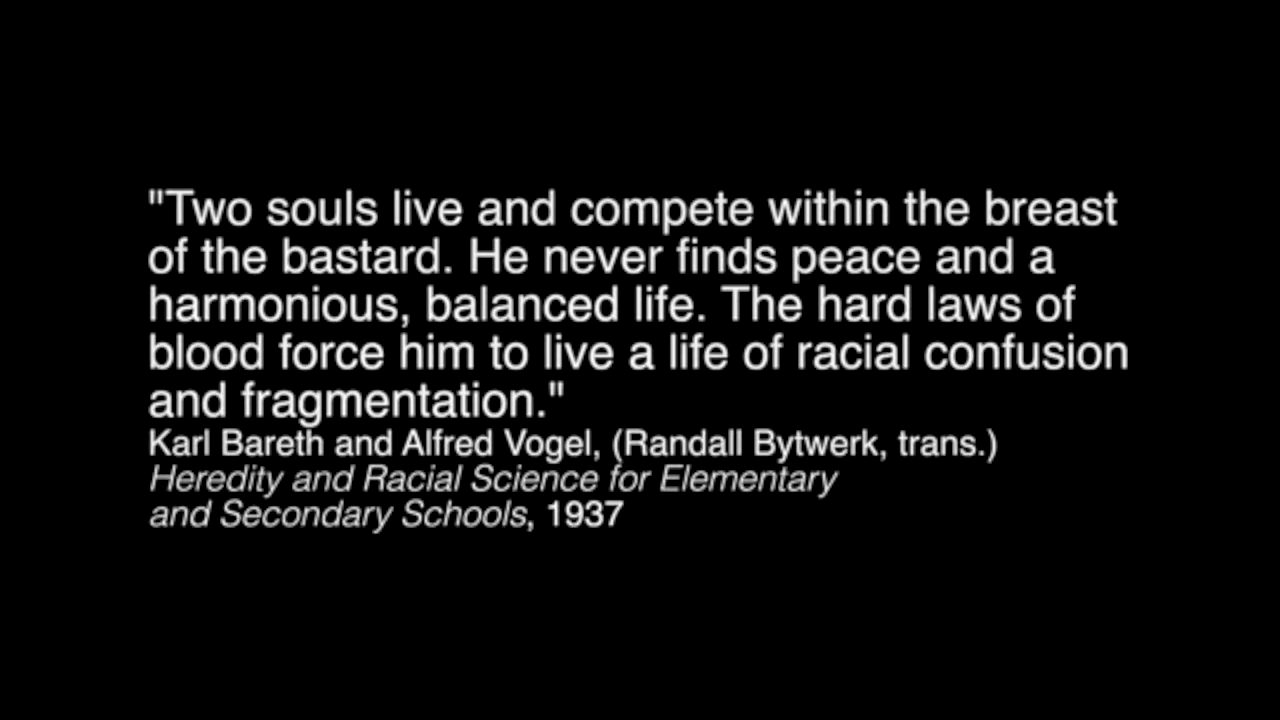 "Two souls live and compete within the breast
of the bastard. He never finds peace and a
harmonious, balanced life. The hard laws of
blood force him to live a life of racial confusion
and fragmentation."
Karl Bareth and Alfred Vogel, (Randall Bytwerk, trans.)
Heredity and Racial Science for Elementary
and Secondary Schools, 1937